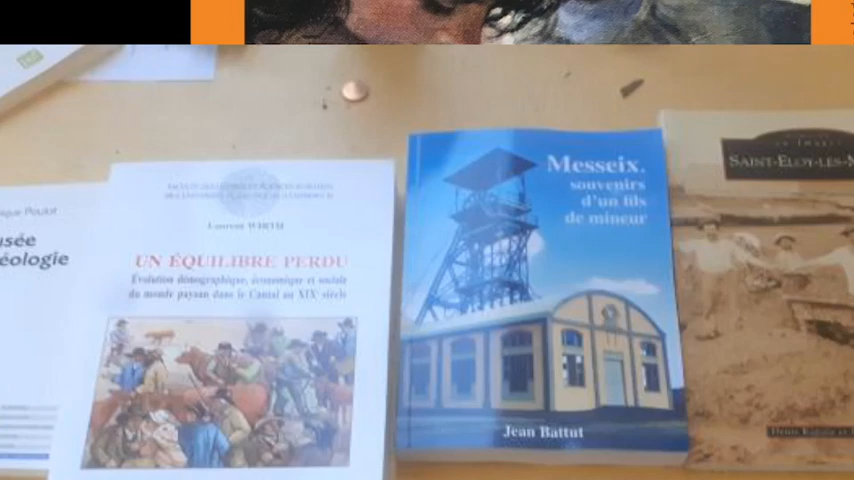 usée
éologie
Laurent WIRTH
UN ÉQUILIBRE PERDU
Évolution démographique, économique et sociale
du monde paysan dans le Cantal au XIXᵉ siècle
Messeix,
souvenirs
d'un fils
de mineur
Jean Battut
SAINT-ELOY-LES-M